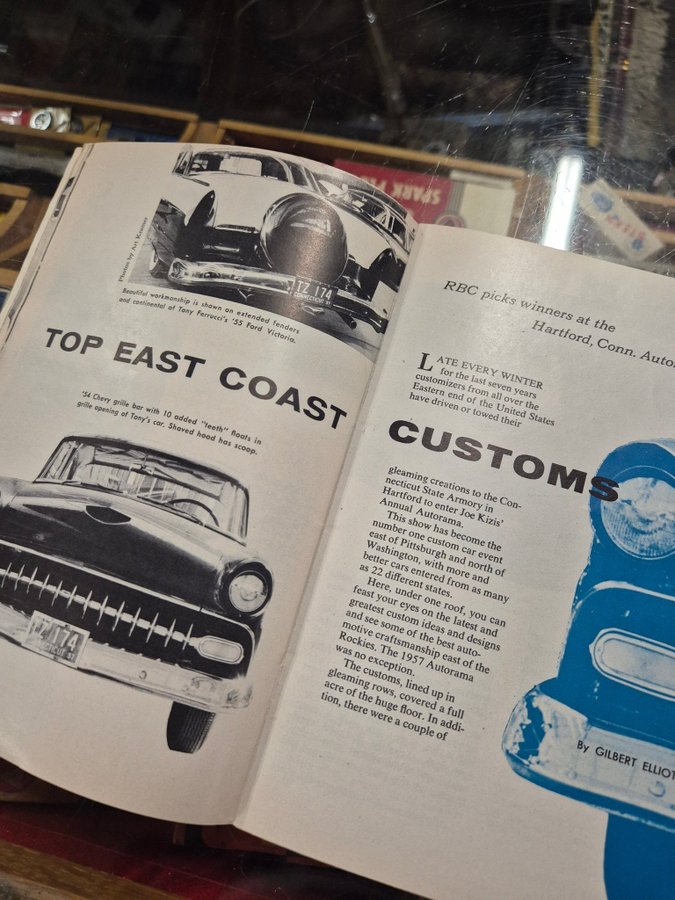 SPARK PL
Photos by Art Kramer
TZ 174
CONNECTICUT 57
Beautiful workmanship is shown on extended fenders
and continental of Tony Ferrucci's '55 Ford Victoria.
TOP EAST COAST
'54 Chevy grille bar with 10 added "teeth" floats in
grille opening of Tony's car. Shaved hood has scoop.
TZ 174
CONNECTICUT 57
RBC picks winners at the
Hartford, Conn. Auto
LATE EVERY WINTER
for the last seven years
customizers from all over the
Eastern end of the United States
have driven or towed their
CUSTOMS
gleaming creations to the Con-
necticut State Armory in
Hartford to enter Joe Kizis'
Annual Autorama.
This show has become the
number one custom car event
east of Pittsburgh and north of
Washington, with more and
better cars entered from as many
as 22 different states.
Here, under one roof, you can
feast your eyes on the latest and
greatest custom ideas and designs
and see some of the best auto-
motive craftsmanship east of the
Rockies. The 1957 Autorama
was no exception.
The customs, lined up in
gleaming rows, covered a full
acre of the huge floor. In addi-
tion, there were a couple of
By GILBERT ELLIOT